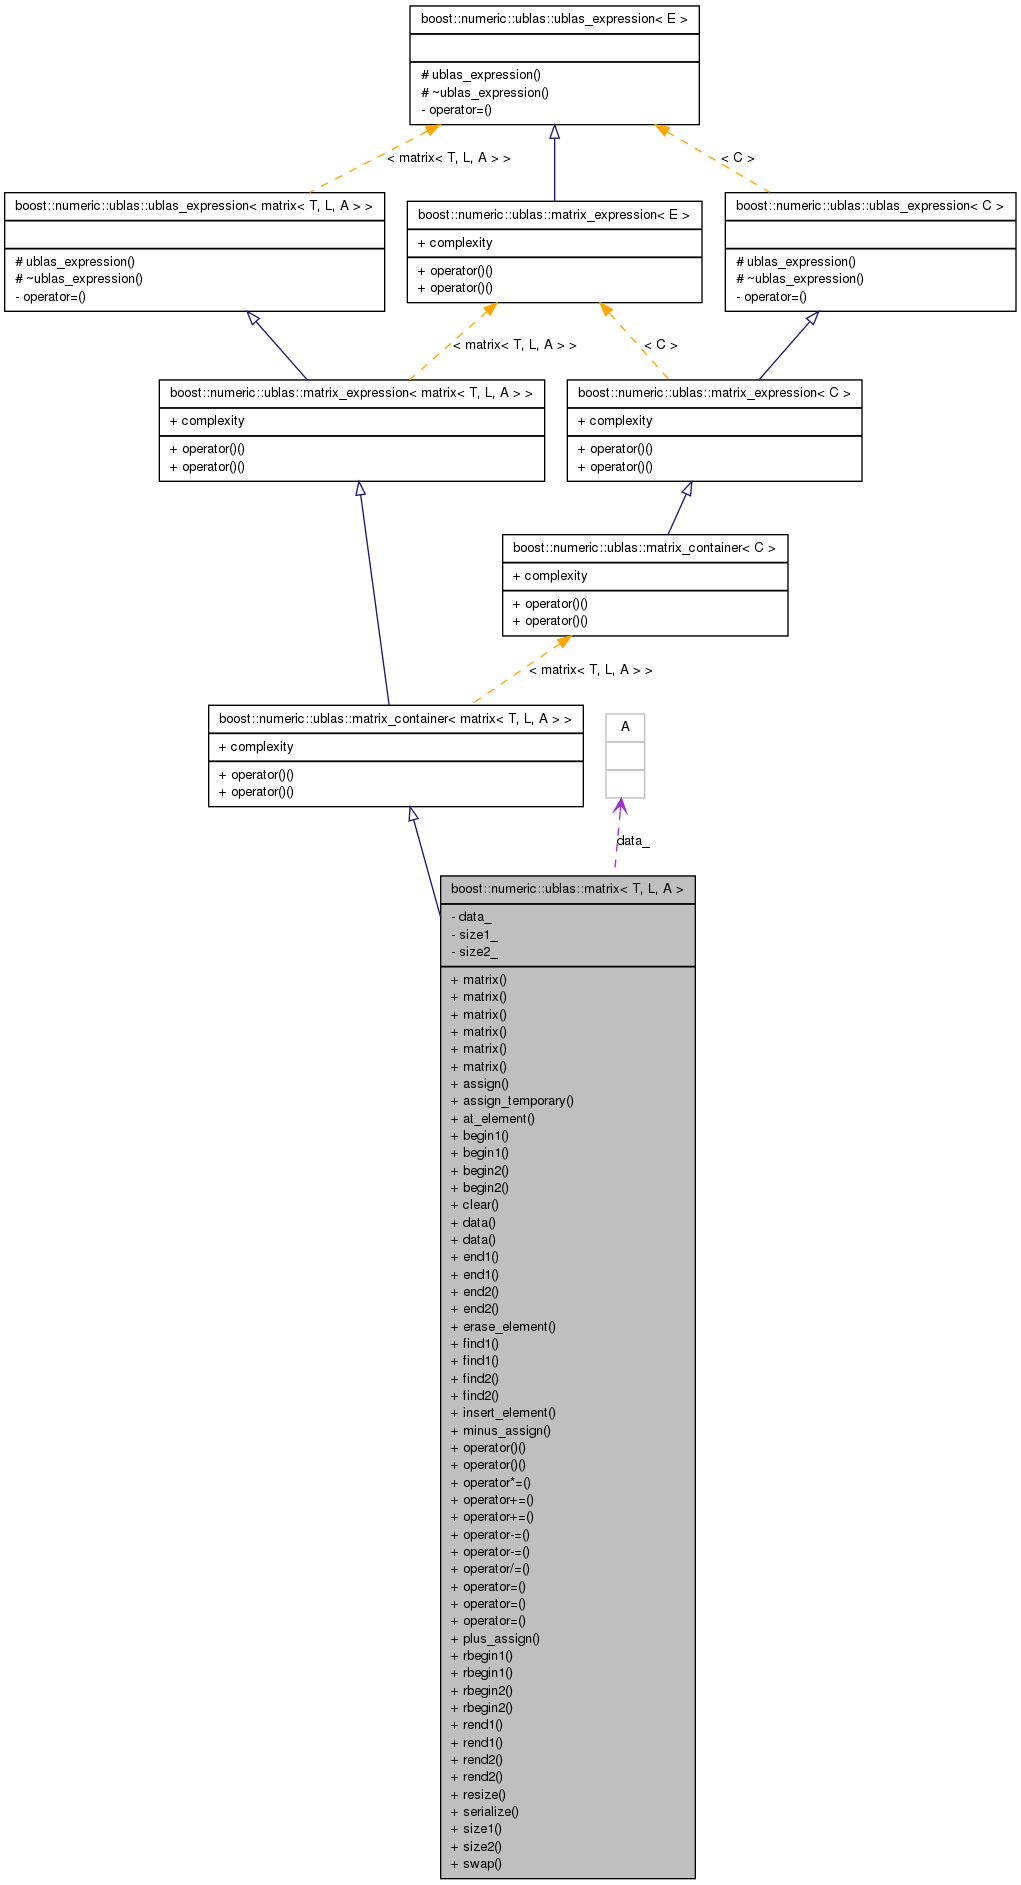 boost::numeric::ublas::ublas_expression< E >
# ublas_expression()
# ~ublas_expression()
- operator=()
< matrix< T, L, A > >
< C >
boost::numeric::ublas::ublas_expression< matrix< T, L, A > >
# ublas_expression()
# ~ublas_expression()
- operator=()
boost::numeric::ublas::matrix_expression< E >
+ complexity
+ operator()()
+ operator()()
boost::numeric::ublas::ublas_expression< C >
# ublas_expression()
# ~ublas_expression()
- operator=()
< matrix< T, L, A > >
< C >
boost::numeric::ublas::matrix_expression< matrix< T, L, A > >
+ complexity
+ operator()()
+ operator()()
boost::numeric::ublas::matrix_expression< C >
+ complexity
+ operator()()
+ operator()()
boost::numeric::ublas::matrix_container< C >
+ complexity
+ operator()()
+ operator()()
< matrix< T, L, A > >
boost::numeric::ublas::matrix_container< matrix< T, L, A > >
+ complexity
+ operator()()
+ operator()()
A
data_
boost::numeric::ublas::matrix< T, L, A >
- data_
- size1_
- size2_
+ matrix()
+ matrix()
+ matrix()
+ matrix()
+ matrix()
+ matrix()
+ assign()
+ assign_temporary()
+ at_element()
+ begin1()
+ begin1()
+ begin2()
+ begin2()
+ clear()
+ data()
+ data()
+ end1()
+ end1()
+ end2()
+ end2()
+ erase_element()
+ find1()
+ find1()
+ find2()
+ find2()
+ insert_element()
+ minus_assign()
+ operator()()
+ operator()()
+ operator*=()
+ operator+=()
+ operator+=()
+ operator-=()
+ operator-=()
+ operator/=()
+ operator=()
+ operator=()
+ operator=()
+ plus_assign()
+ rbegin1()
+ rbegin1()
+ rbegin2()
+ rbegin2()
+ rend1()
+ rend1()
+ rend2()
+ rend2()
+ resize()
+ serialize()
+ size1()
+ size2()
+ swap()